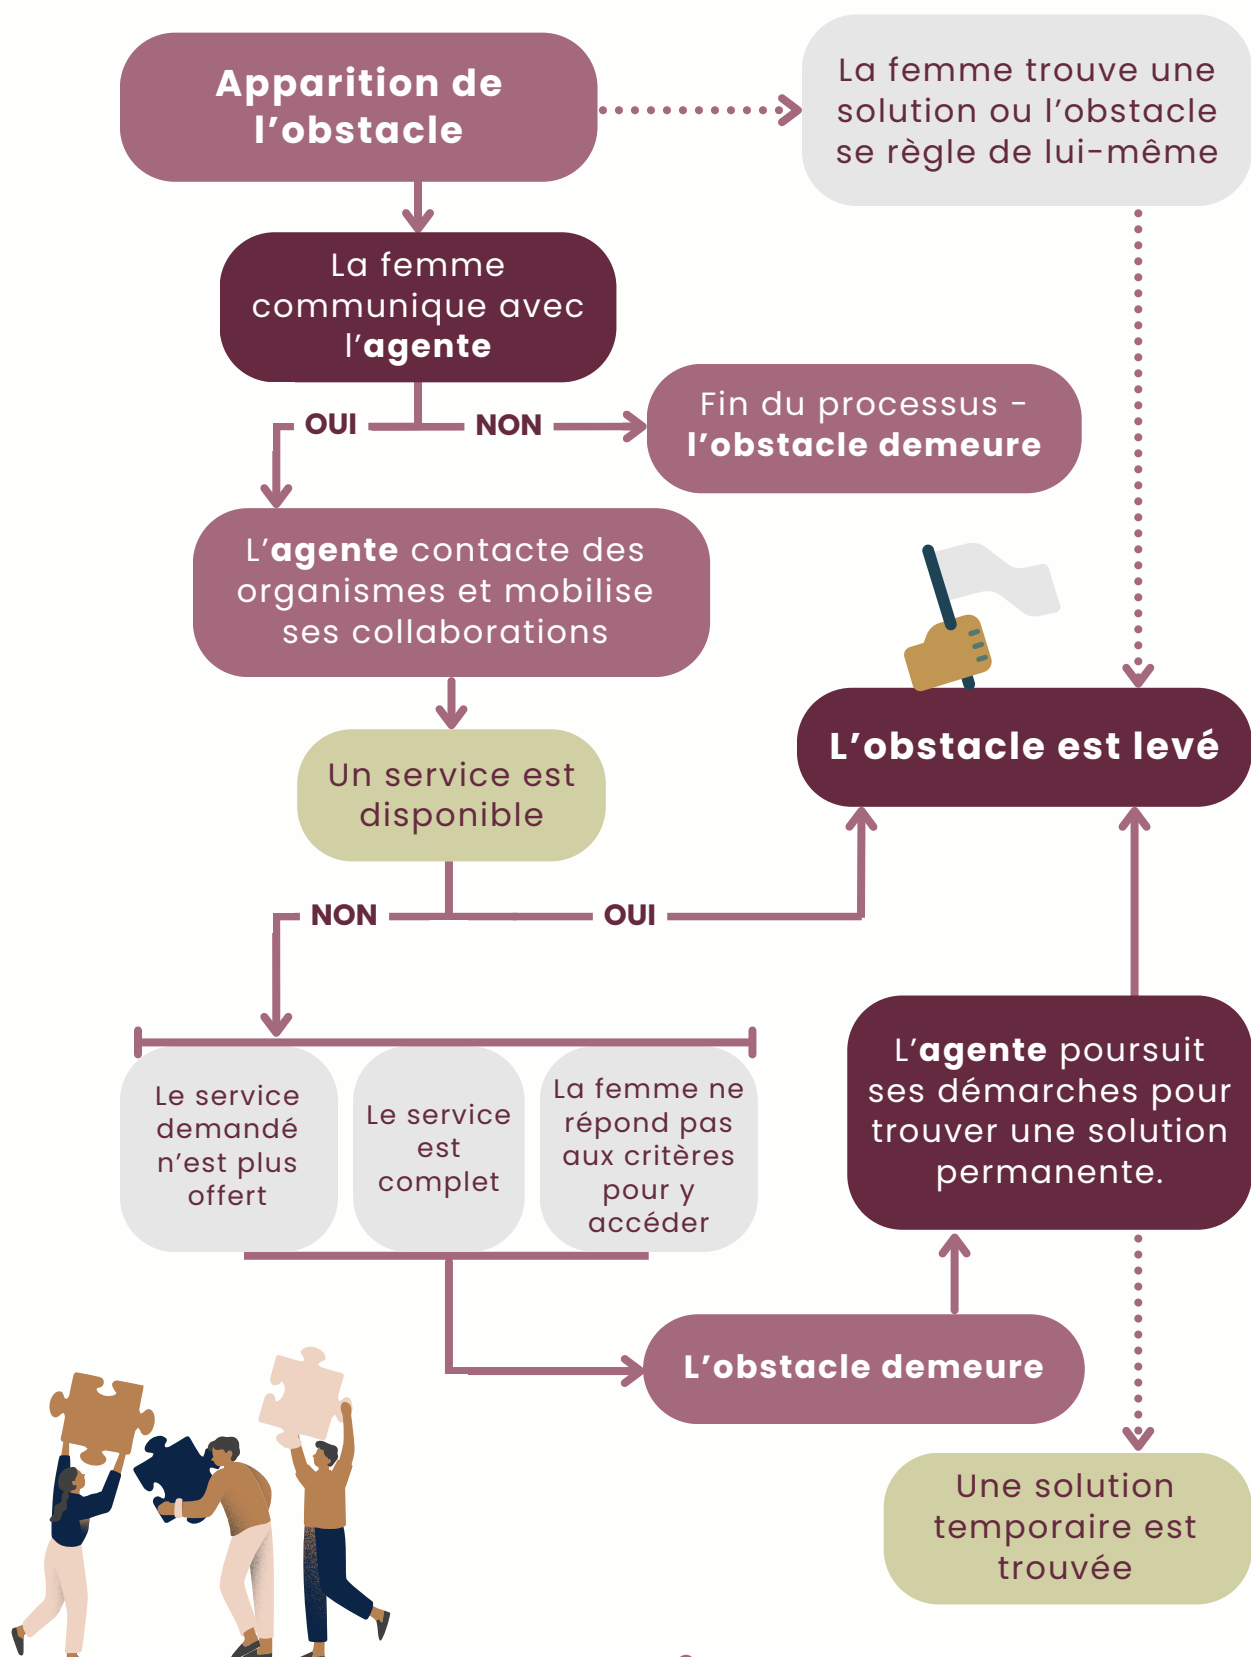 Apparition de
l’obstacle
La femme trouve une
solution ou l’obstacle
se règle de lui-même
La femme
communique avec
l’agente
OUI
NON
Fin du processus -
l’obstacle demeure
L’agente contacte des
organismes et mobilise
ses collaborations
L’obstacle est levé
Un service est
disponible
NON
OUI
Le service
demandé
n’est plus
offert
Le service
est
complet
La femme ne
répond pas
aux critères
pour y
accéder
L’agente poursuit
ses démarches pour
trouver une solution
permanente.
L’obstacle demeure
Une solution
temporaire est
trouvée